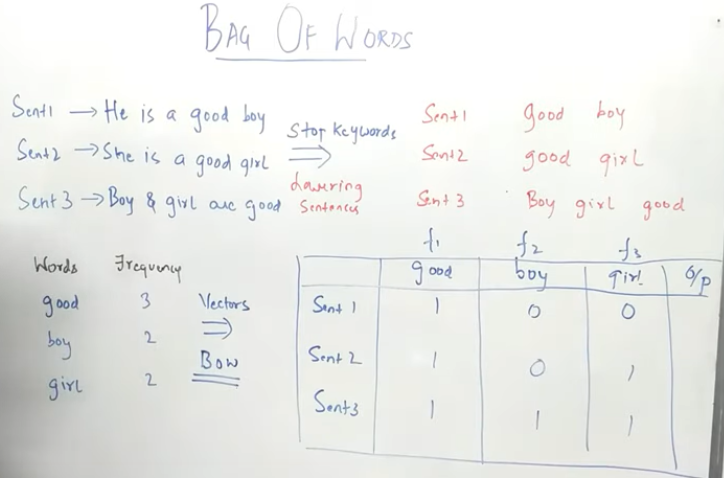 BAG OF WORDS
Sent1 → He is a good boy
Sent2 → She is a good girl
Sent3 → Boy & girl are good
Stop Keywords
⇒
Lowering
Sentences
Sent1 good boy
Sent2 good girl
Sent3 Boy girl good
Words Frequency
good 3
boy 2
girl 2
Vectors
⇒
BOW
f1 f2 f3
good boy girl O/P
Sent 1 1 0 0
Sent 2 1 0 1
Sent3 1 1 1